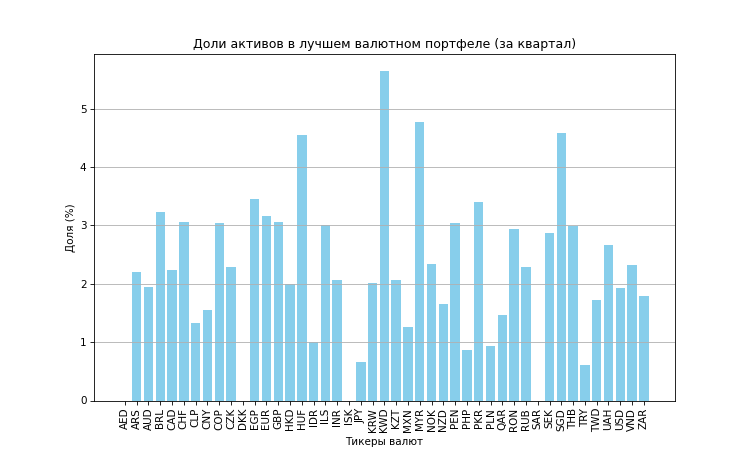 Доли активов в лучшем валютном портфеле (за квартал)
Доля (%)
5
4
3
2
1
0
AED ARS AUD BRL CAD CHF CLP CNY COP CZK DKK EGP EUR GBP HKD HUF IDR ILS INR ISK JPY KRW KWD KZT MXN MYR NOK NZD PEN PHP PKR PLN QAR RON RUB SAR SEK SGD THB TRY TWD UAH USD VND ZAR
Тикеры валют